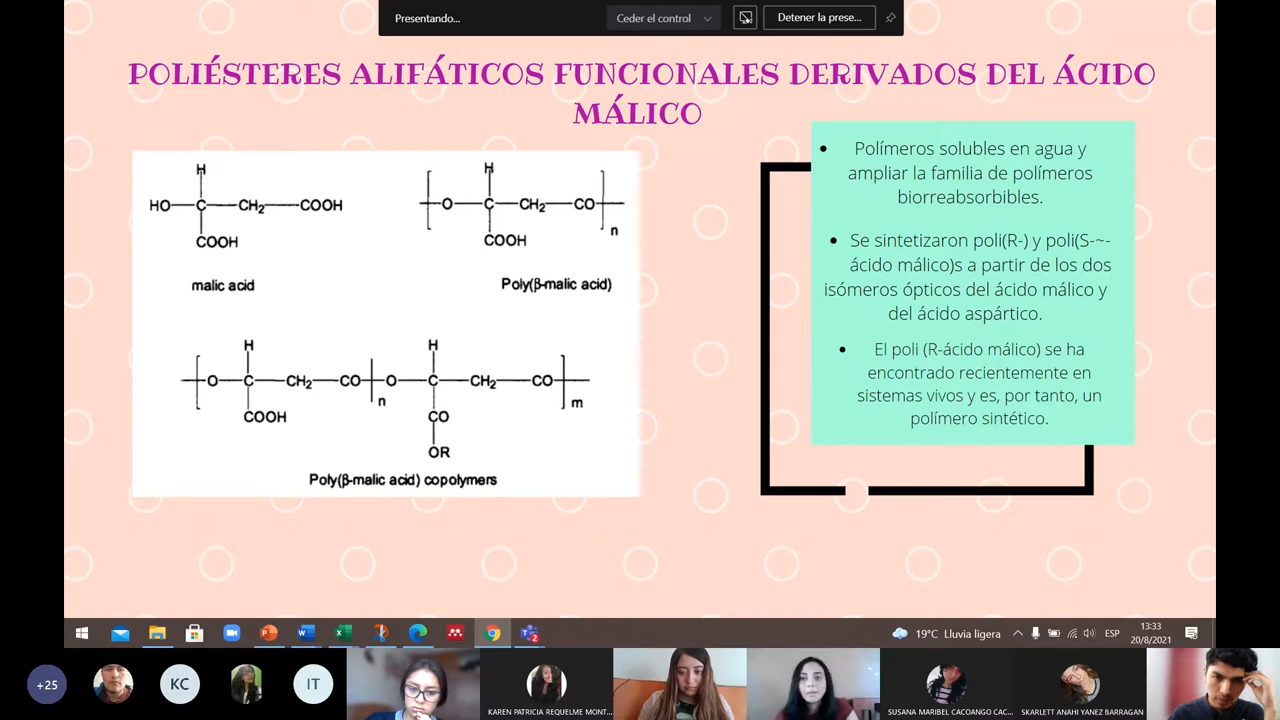 Presentando...
Ceder el control
Detener la prese...
POLIÉSTERES ALIFÁTICOS FUNCIONALES DERIVADOS DEL ÁCIDO
MÁLICO
H
HO—C—CH2—COOH
COOH
malic acid
H
O—C—CH2—CO
COOH
n
Poly(β-malic acid)
H
H
O—C—CH2—CO
n
O—C—CH2—CO
m
COOH
CO
OR
Poly(β-malic acid) copolymers
• Polímeros solubles en agua y
ampliar la familia de polímeros
biorreabsorbibles.
• Se sintetizaron poli(R-) y poli(S-~-
ácido málico)s a partir de los dos
isómeros ópticos del ácido málico y
del ácido aspártico.
• El poli (R-ácido málico) se ha
encontrado recientemente en
sistemas vivos y es, por tanto, un
polímero sintético.
19°C Lluvia ligera
ESP
13:33
20/8/2021
+25
KC
IT
KAREN PATRICIA REQUELME MONT...
SUSANA MARIBEL CACOANGO CAC...
SKARLETT ANAHI YANEZ BARRAGAN